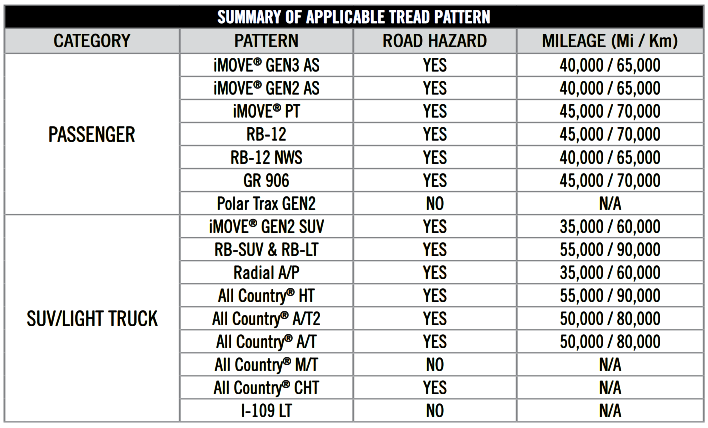 SUMMARY OF APPLICABLE TREAD PATTERN
CATEGORY PATTERN ROAD HAZARD MILEAGE (Mi / Km)
PASSENGER
iMOVE® GEN3 AS YES 40,000 / 65,000
iMOVE® GEN2 AS YES 40,000 / 65,000
iMOVE® PT YES 45,000 / 70,000
RB-12 YES 45,000 / 70,000
RB-12 NWS YES 40,000 / 65,000
GR 906 YES 45,000 / 70,000
Polar Trax GEN2 NO N/A
SUV/LIGHT TRUCK
iMOVE® GEN2 SUV YES 35,000 / 60,000
RB-SUV & RB-LT YES 55,000 / 90,000
Radial A/P YES 35,000 / 60,000
All Country® HT YES 55,000 / 90,000
All Country® A/T2 YES 50,000 / 80,000
All Country® A/T YES 50,000 / 80,000
All Country® M/T NO N/A
All Country® CHT YES N/A
I-109 LT NO N/A